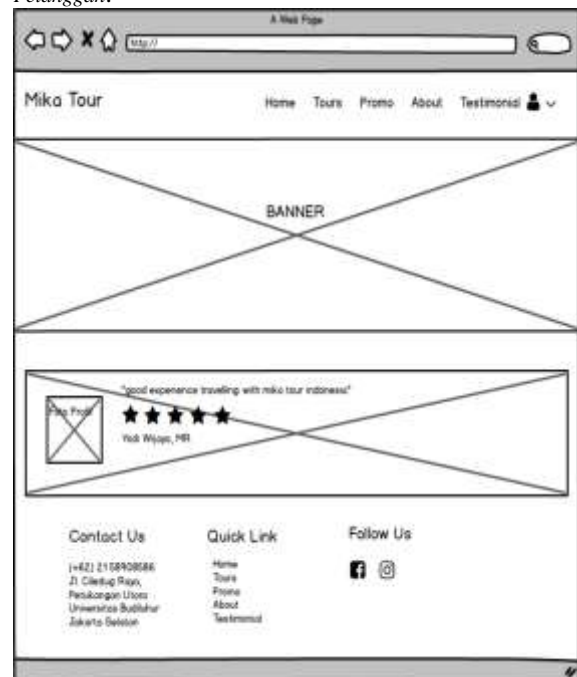 Pelanggan.
A Web Page
http://
Mika Tour
Home Tours Promo About Testimonial
BANNER
"good experience travelling with mika tour indonesia"
Foto Profil
Yodi Wijaya, MR
Contact Us Quick Link Follow Us
(+62) 2158908586
Jl. Ciledug Raya,
Petukangan Utara
Universitas Budiluhur
Jakarta Selatan
Home
Tours
Promo
About
Testimonial